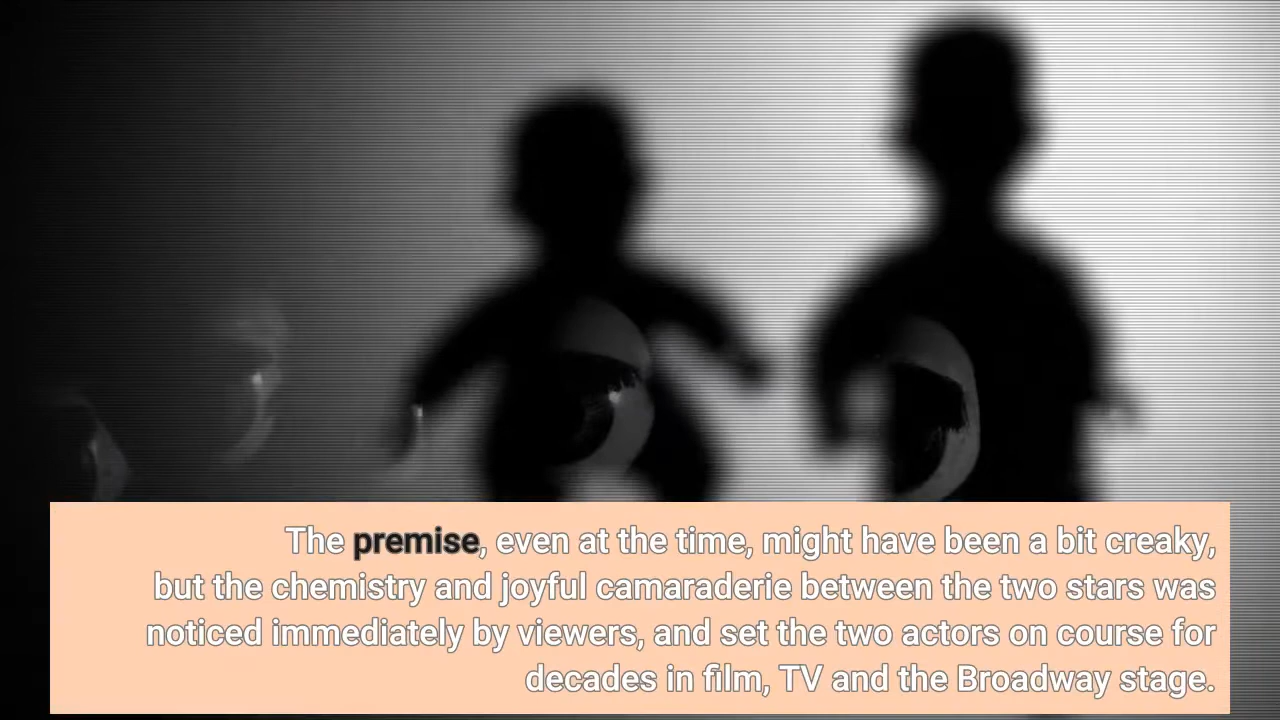 The premise, even at the time, might have been a bit creaky,
but the chemistry and joyful camaraderie between the two stars was
noticed immediately by viewers, and set the two actors on course for
decades in film, TV and the Broadway stage.